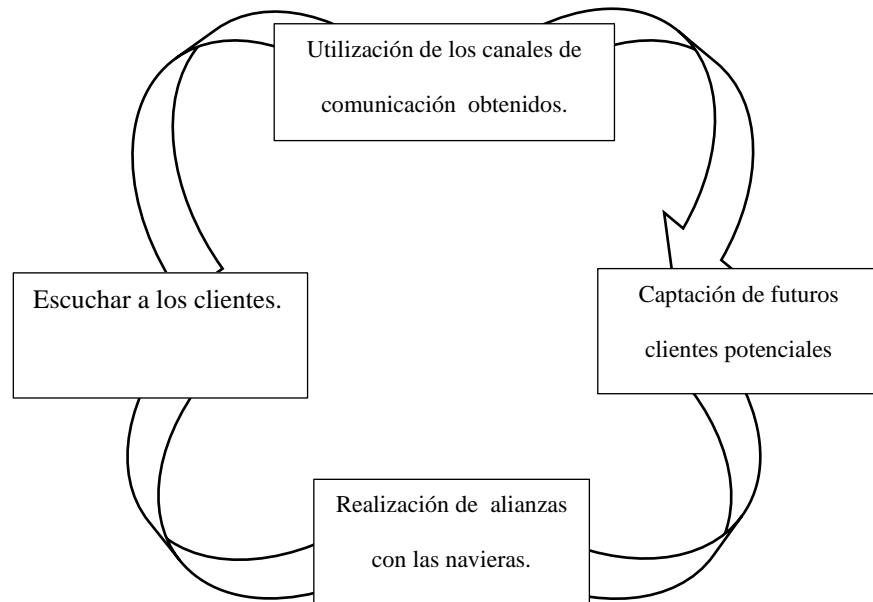 Utilización de los canales de
comunicación obtenidos.
Escuchar a los clientes.
Captación de futuros
clientes potenciales
Realización de alianzas
con las navieras.